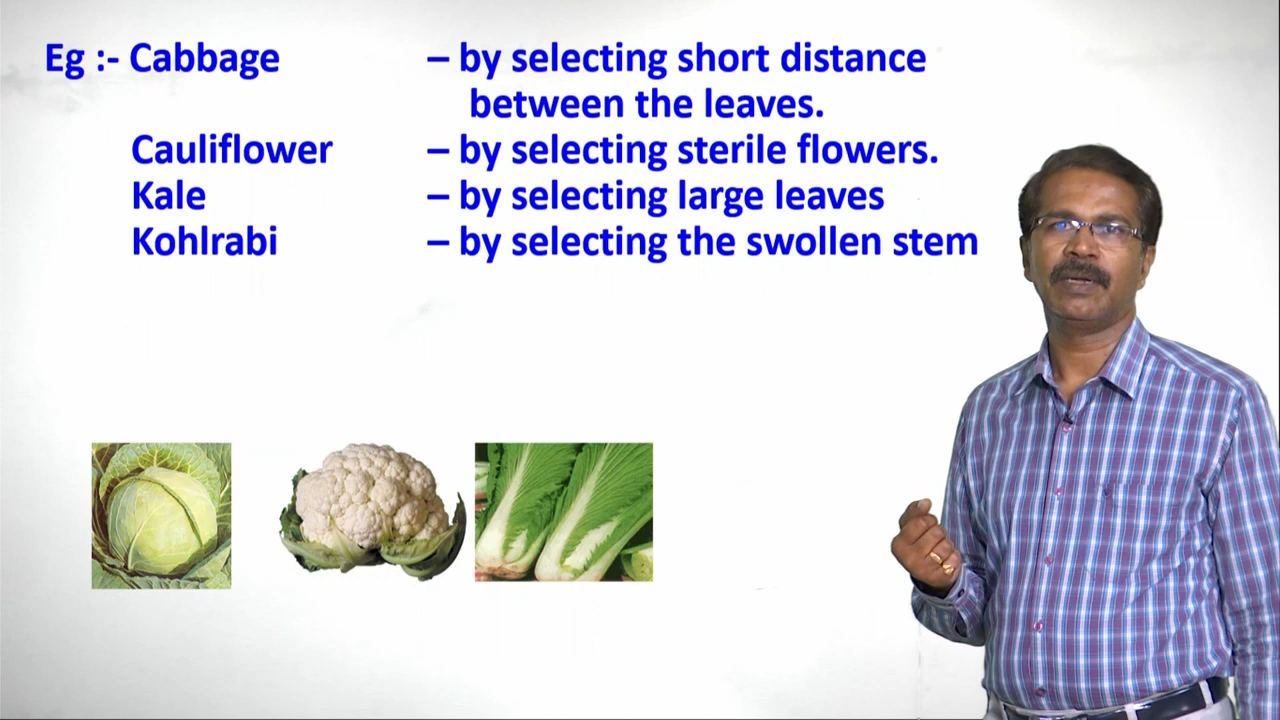 Eg :- Cabbage – by selecting short distance
between the leaves.
Cauliflower – by selecting sterile flowers.
Kale – by selecting large leaves
Kohlrabi – by selecting the swollen stem